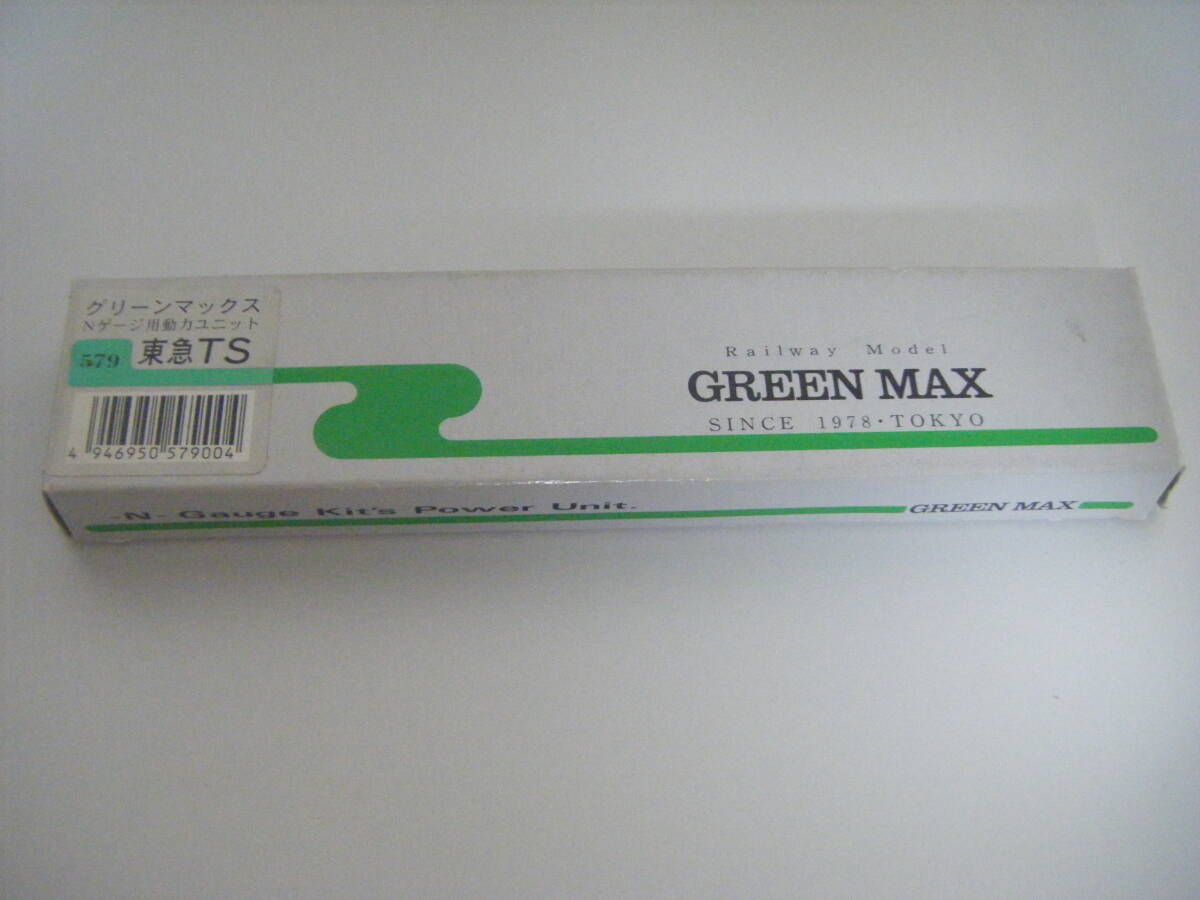 グリーンマックス
Nゲージ用動力ユニット
579 東急TS
4 946950 579004
Railway Model
GREEN MAX
SINCE 1978・TOKYO
-N-Gauge Kit's Power Unit.
GREEN MAX